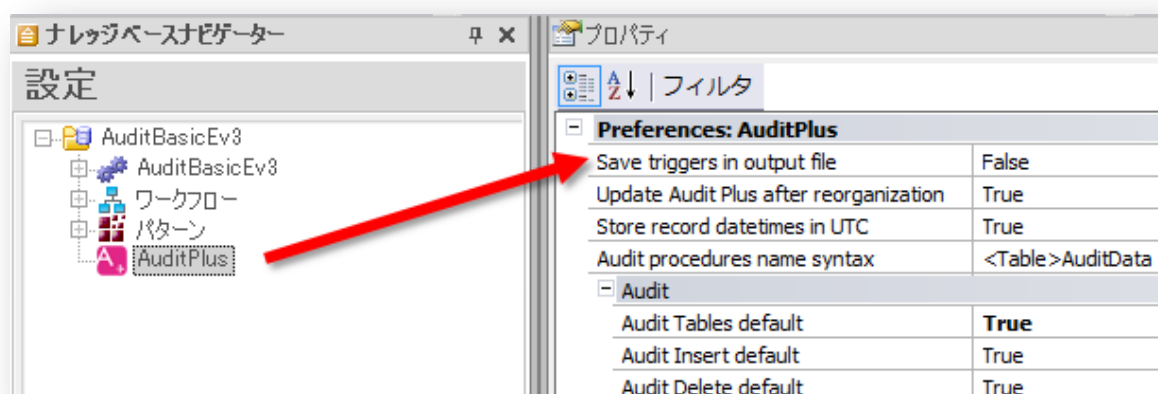 ナレッジベースナビゲーター
設定
AuditBasicEv3
AuditBasicEv3
ワークフロー
パターン
AuditPlus
プロパティ
フィルタ
Preferences: AuditPlus
Save triggers in output file False
Update Audit Plus after reorganization True
Store record datetimes in UTC True
Audit procedures name syntax <Table>AuditData
Audit
Audit Tables default True
Audit Insert default True
Audit Delete default True